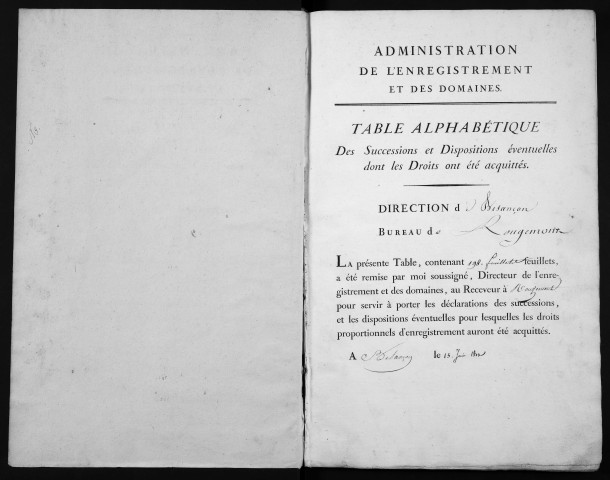 ADMINISTRATION
DE L'ENREGISTREMENT
ET DES DOMAINES.
TABLE ALPHABÉTIQUE
Des Successions et Dispositions éventuelles
dont les Droits ont été acquittés.
DIRECTION d Besançon
BUREAU de Rougemont
LA présente Table, contenant 198 feuillets feuillets,
a été remise par moi soussigné, Directeur de l'enre-
gistrement et des domaines, au Receveur à Rougemont
pour servir à porter les déclarations des successions,
et les dispositions éventuelles pour lesquelles les droits
proportionnels d'enregistrement auront été acquittés.
A Besançon le 15